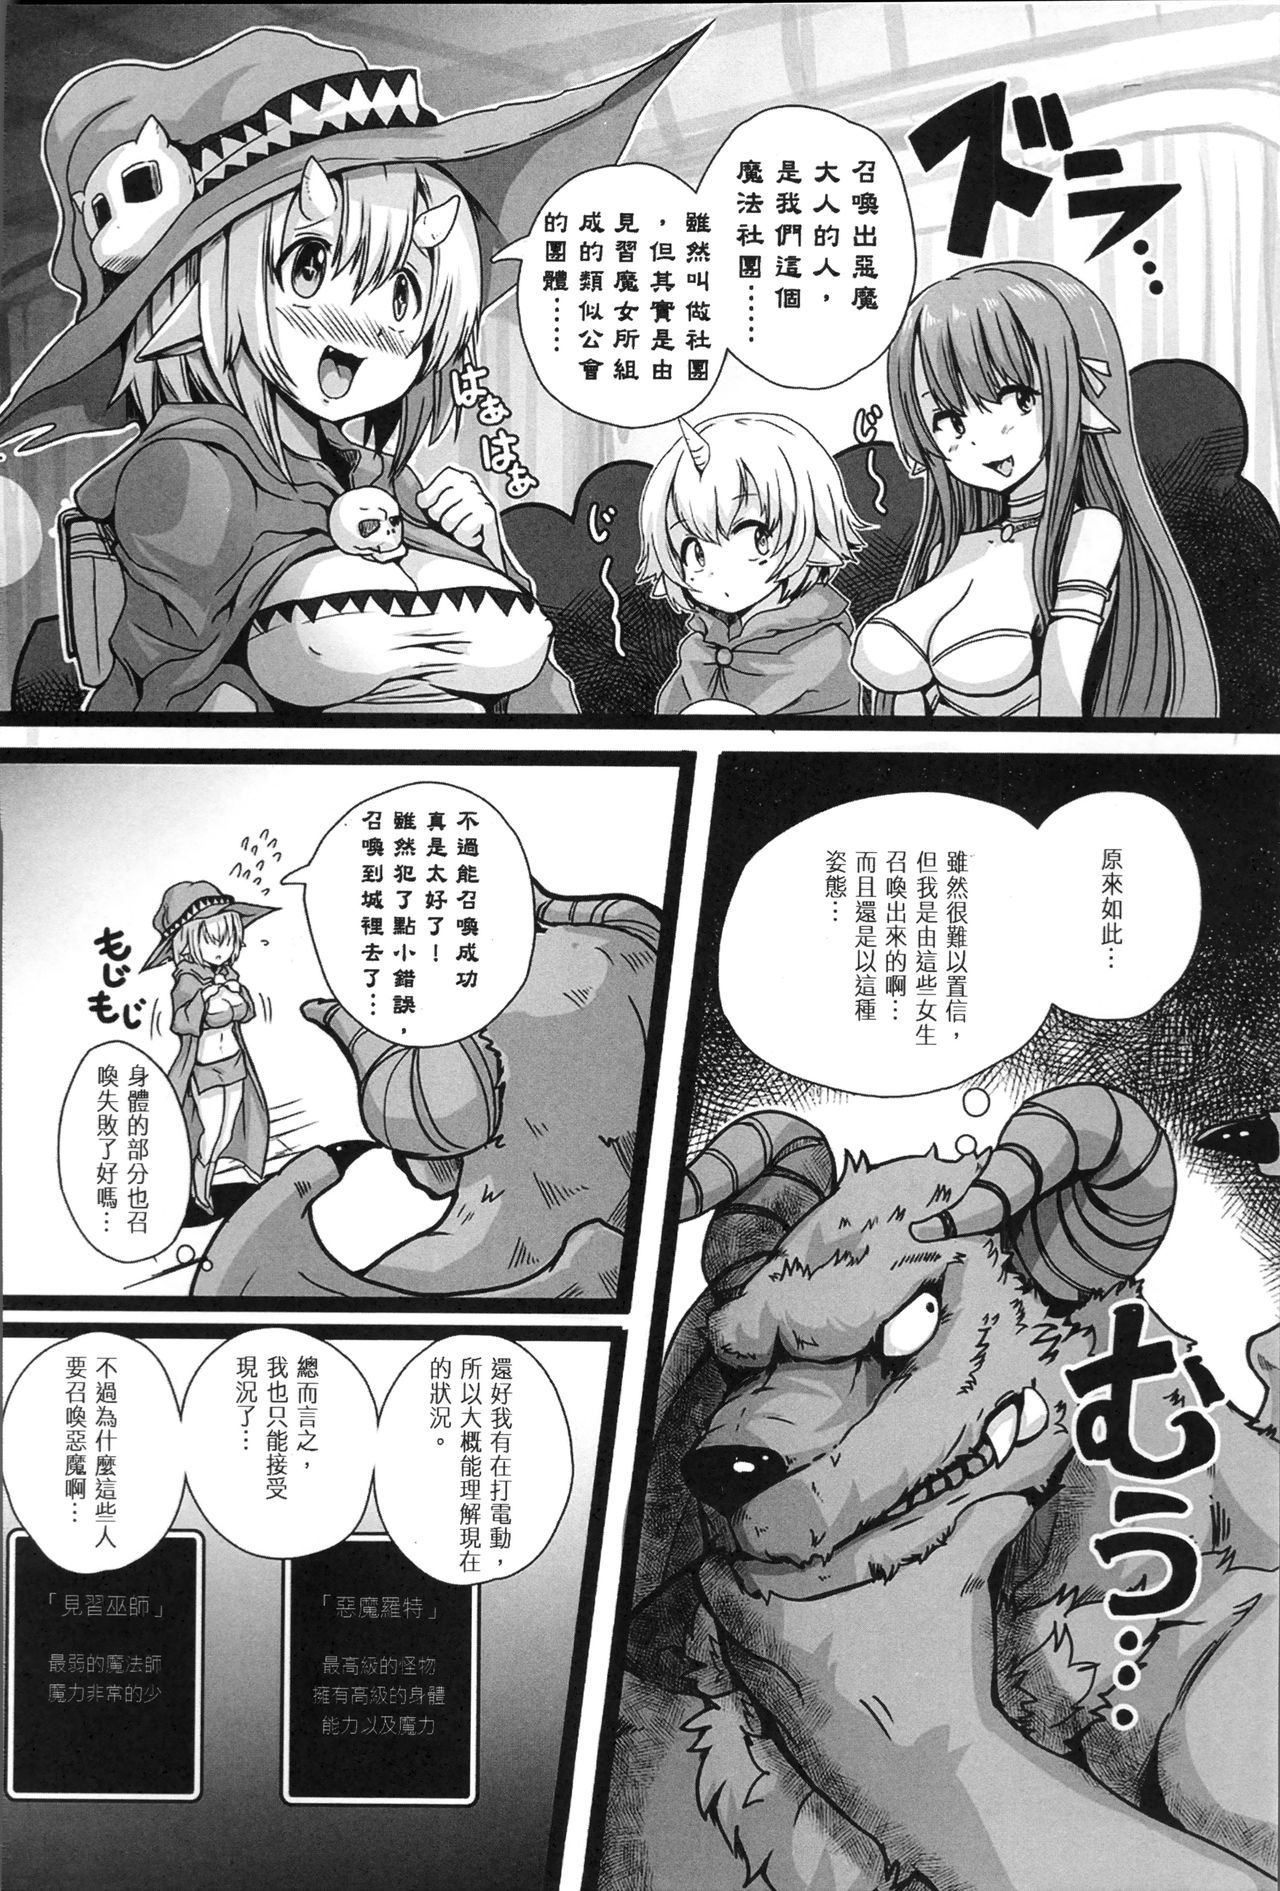 ズラ…
召喚出惡魔
大人的人，
是我們這個
魔法社團……
雖然叫做社團
，但其實是由
見習魔女所組
成的類似公會
的團體……
じ〜
じ〜
はぁはぁ
原來如此…
雖然很難以置信，
但我是由這些女生
召喚出來的啊…
而且還是以這種
姿態…
むぅ……
不過能召喚成功
真是太好了！
雖然犯了點小錯誤，
召喚到城裡去了…
もじもじ
身體的部分也召
喚失敗了好嗎…
還好我有在打電動，
所以大概能理解現在
的狀況。
總而言之，
我也只能接受
現況了…
不過為什麼這些人
要召喚惡魔啊…
「惡魔羅特」
最高級的怪物
擁有高級的身體
能力以及魔力
「見習巫師」
最弱的魔法師
魔力非常的少